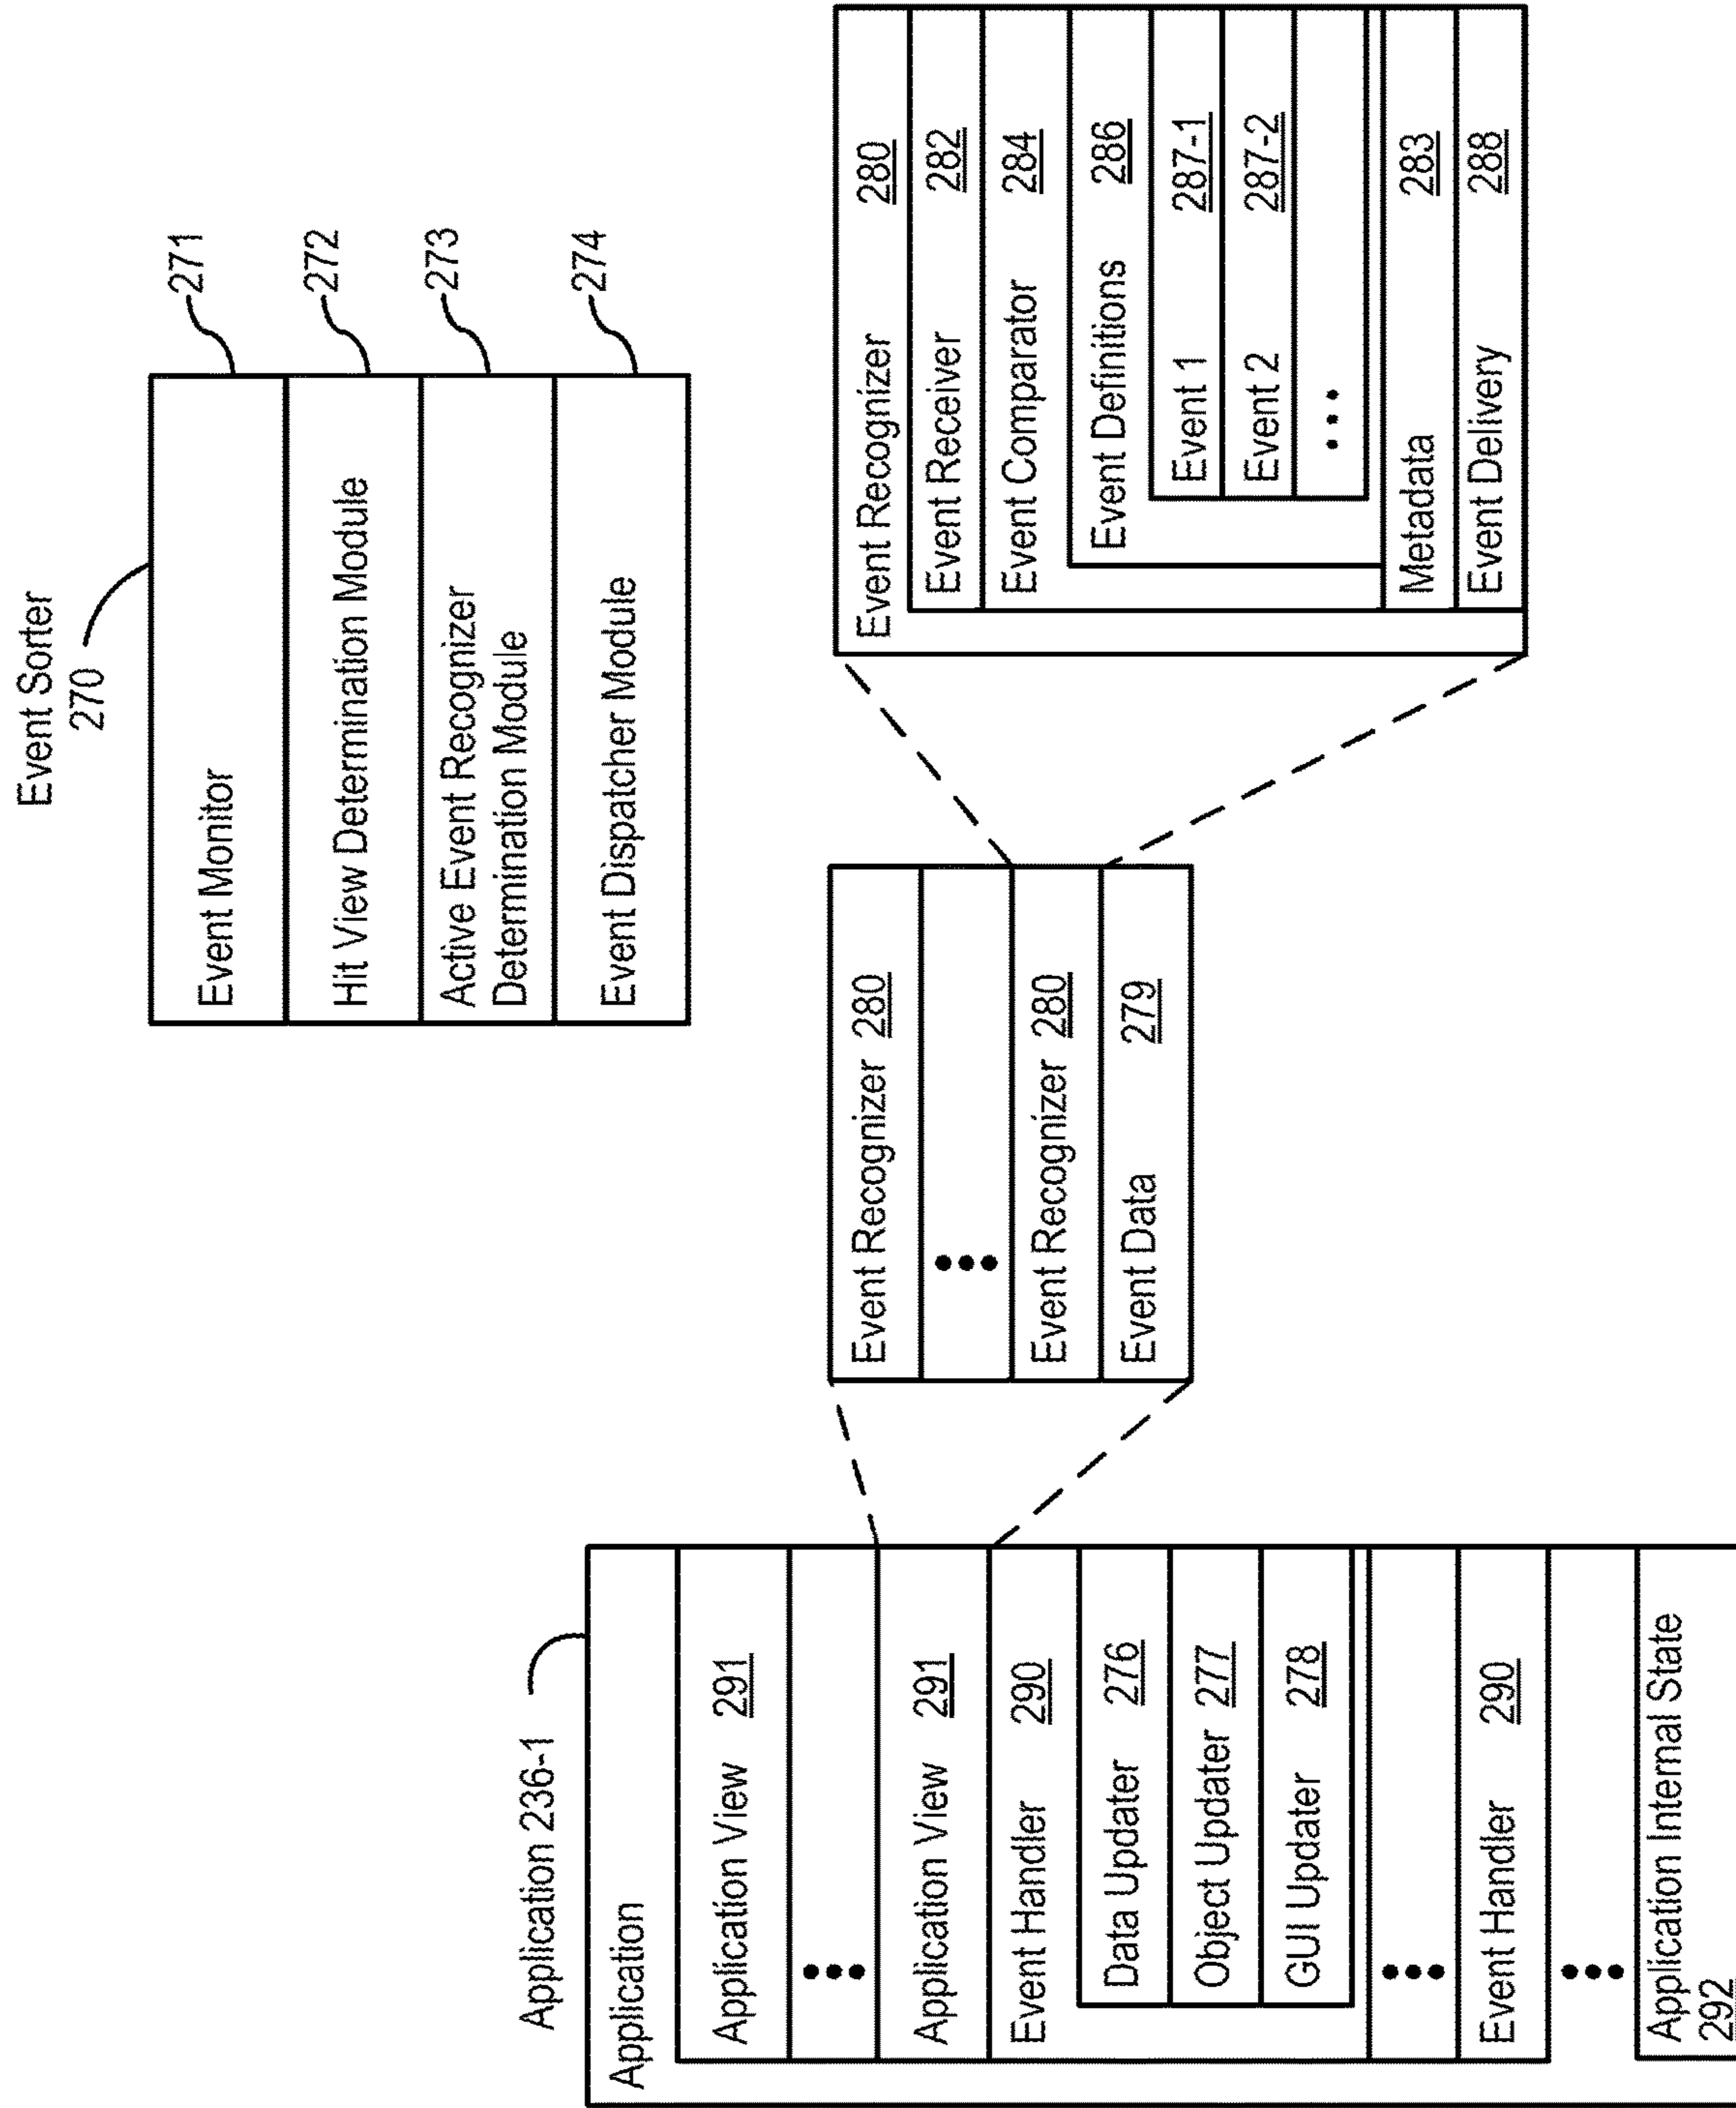 Event Sorter
270
Event Monitor
271
Hit View Determination Module
272
Active Event Recognizer
Determination Module
273
Event Dispatcher Module
274
Application 236-1
Application
Application View 291
•••
Application View 291
Event Handler 290
Data Updater 276
Object Updater 277
GUI Updater 278
•••
Event Handler 290
•••
Application Internal State
292
Event Recognizer 280
•••
Event Recognizer 280
Event Data 279
Event Recognizer 280
Event Receiver 282
Event Comparator 284
Event Definitions 286
Event 1 287-1
Event 2 287-2
•••
Metadata 283
Event Delivery 288